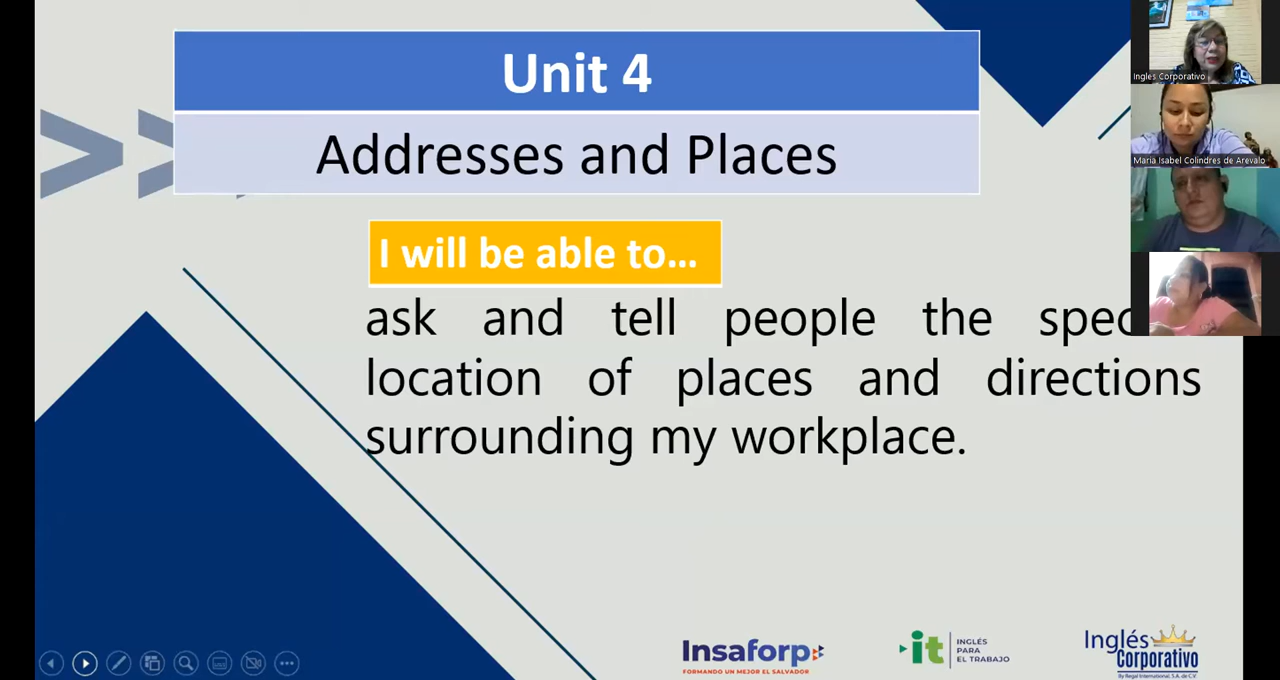 Unit 4
Addresses and Places
I will be able to...
ask and tell people the spec
location of places and directions
surrounding my workplace.
Ingles Corporativo
Maria Isabel Colindres de Arevalo
Insaforp
FORMANDO UN MEJOR EL SALVADOR
it
INGLÉS
PARA
EL TRABAJO
Inglés
Corporativo
By Regal International, S.A. de C.V.